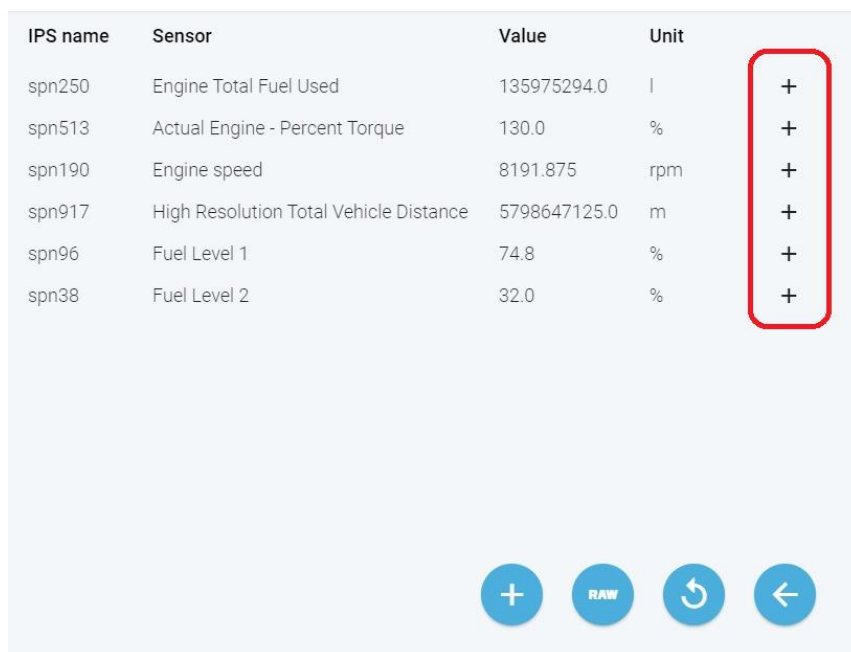 IPS name Sensor Value Unit
spn250 Engine Total Fuel Used 135975294.0 l +
spn513 Actual Engine - Percent Torque 130.0 % +
spn190 Engine speed 8191.875 rpm +
spn917 High Resolution Total Vehicle Distance 5798647125.0 m +
spn96 Fuel Level 1 74.8 % +
spn38 Fuel Level 2 32.0 % +
+ RAW